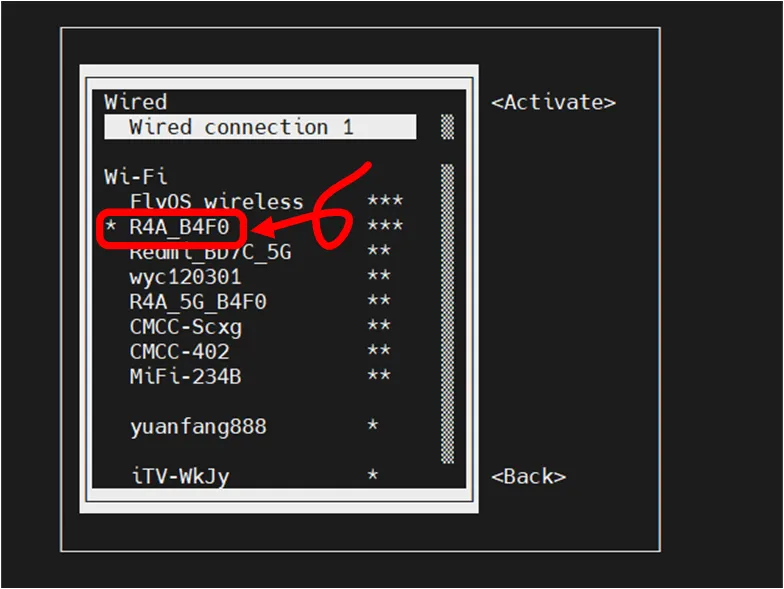 Wired <Activate>
Wired connection 1
Wi-Fi
FlyOS wireless ***
* R4A_B4F0 ***
Redmi_BD7C_5G **
wyc120301 **
R4A_5G_B4F0 **
CMCC-Scxg **
CMCC-402 **
MiFi-234B **
yuanfang888 *
iTV-WkJy * <Back>